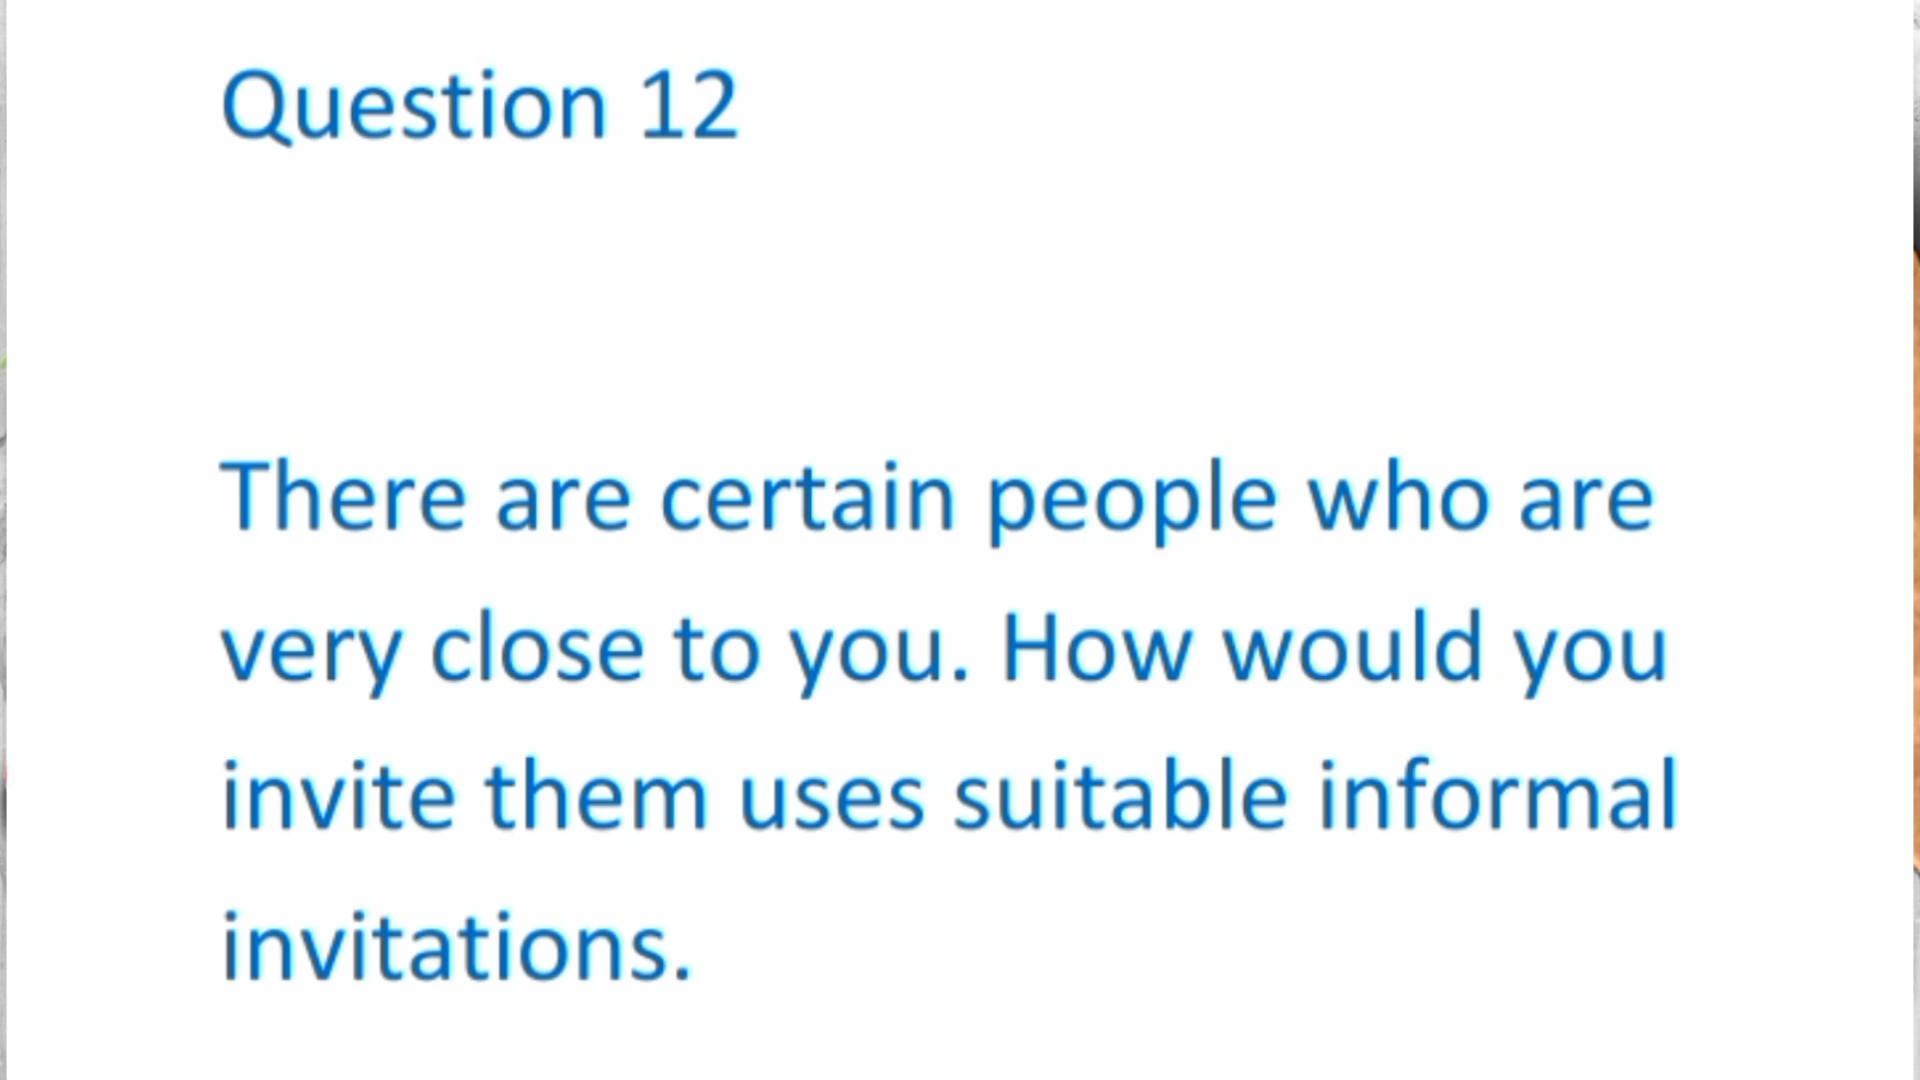 Question 12
There are certain people who are
very close to you. How would you
invite them uses suitable informal
invitations.